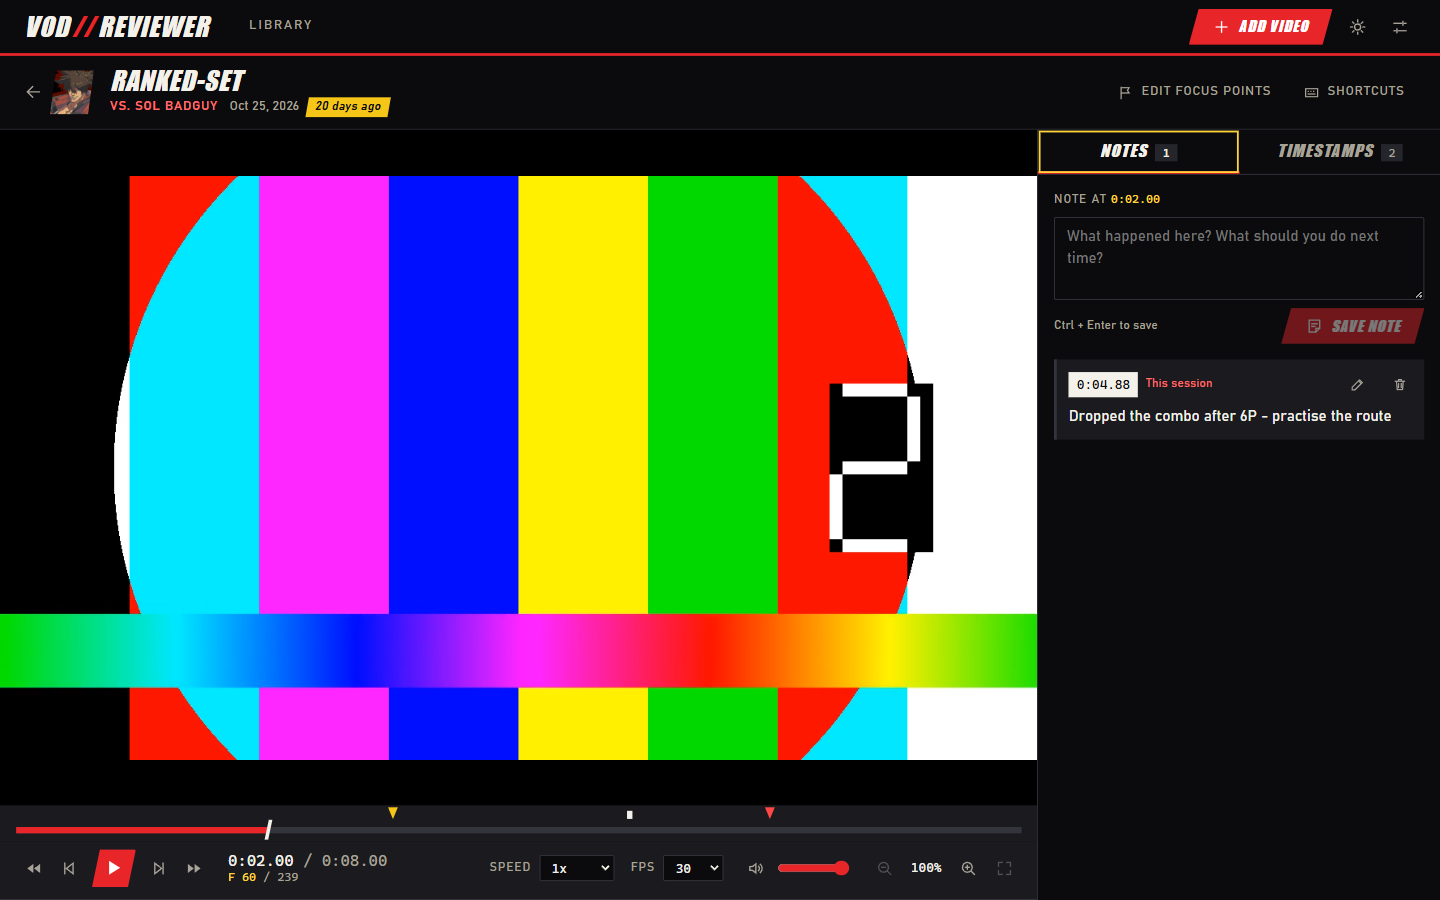 VOD//REVIEWER
LIBRARY
ADD VIDEO
RANKED-SET
VS. SOL BADGUY Oct 25, 2026 20 days ago
EDIT FOCUS POINTS
SHORTCUTS
2
NOTES 1
TIMESTAMPS 2
NOTE AT 0:02.00
What happened here? What should you do next
time?
Ctrl + Enter to save
SAVE NOTE
0:04.88 This session
Dropped the combo after 6P - practise the route
0:02.00 / 0:08.00
F 60 / 239
SPEED 1x
FPS 30
100%